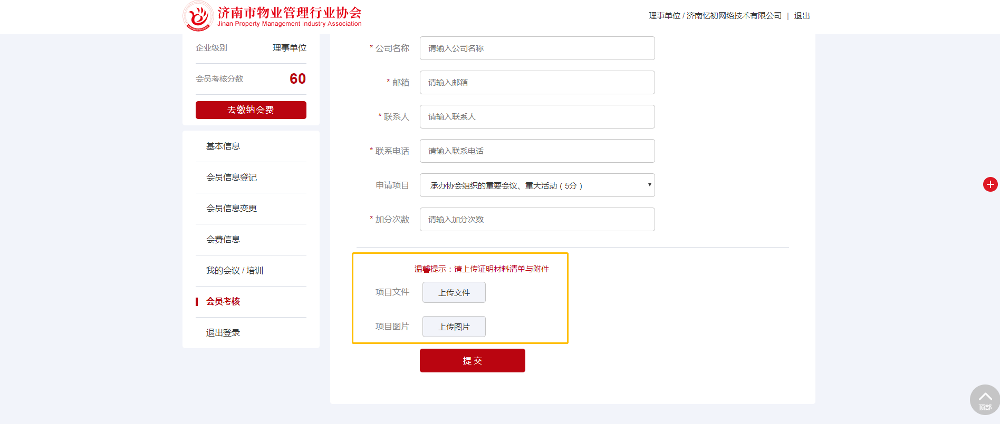 济南市物业管理行业协会
Jinan Property Management Industry Association
理事单位 / 济南忆初网络技术有限公司 | 退出
企业级别 理事单位
会员考核分数 60
去缴纳会费
基本信息
会员信息登记
会员信息变更
会费信息
我的会议 / 培训
会员考核
退出登录
* 公司名称 请输入公司名称
* 邮箱 请输入邮箱
* 联系人 请输入联系人
* 联系电话 请输入联系电话
申请项目 承办协会组织的重要会议、重大活动（5分）
* 加分次数 请输入加分次数
温馨提示：请上传证明材料清单与附件
项目文件 上传文件
项目图片 上传图片
提 交
顶部